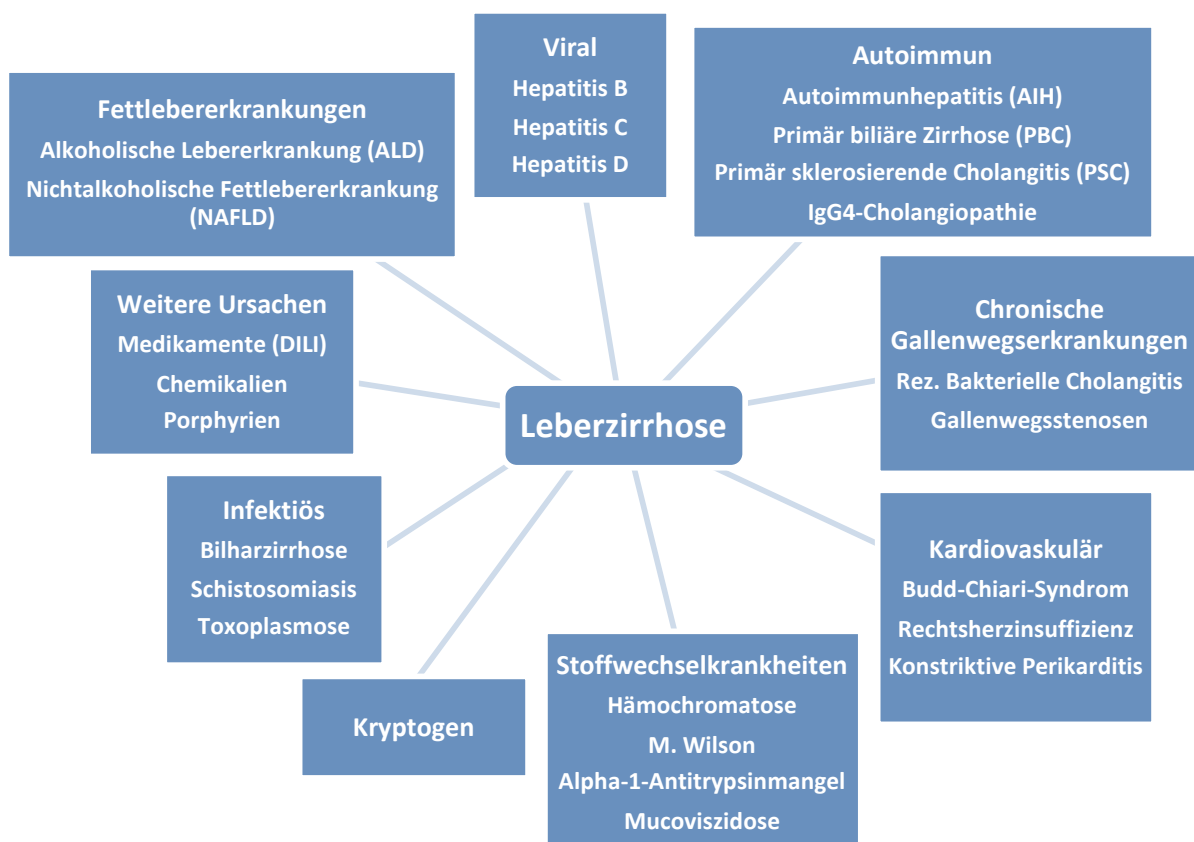 Viral
Hepatitis B
Hepatitis C
Hepatitis D
Autoimmun
Autoimmunhepatitis (AIH)
Primär biliäre Zirrhose (PBC)
Primär sklerosierende Cholangitis (PSC)
IgG4-Cholangiopathie
Fettlebererkrankungen
Alkoholische Lebererkrankung (ALD)
Nichtalkoholische Fettlebererkrankung
(NAFLD)
Chronische
Gallenwegserkrankungen
Rez. Bakterielle Cholangitis
Gallenwegsstenosen
Weitere Ursachen
Medikamente (DILI)
Chemikalien
Porphyrien
Leberzirrhose
Infektiös
Bilharzirrhose
Schistosomiasis
Toxoplasmose
Kardiovaskulär
Budd-Chiari-Syndrom
Rechtsherzinsuffizienz
Konstriktive Perikarditis
Stoffwechselkrankheiten
Hämochromatose
M. Wilson
Alpha-1-Antitrypsinmangel
Mucoviszidose
Kryptogen